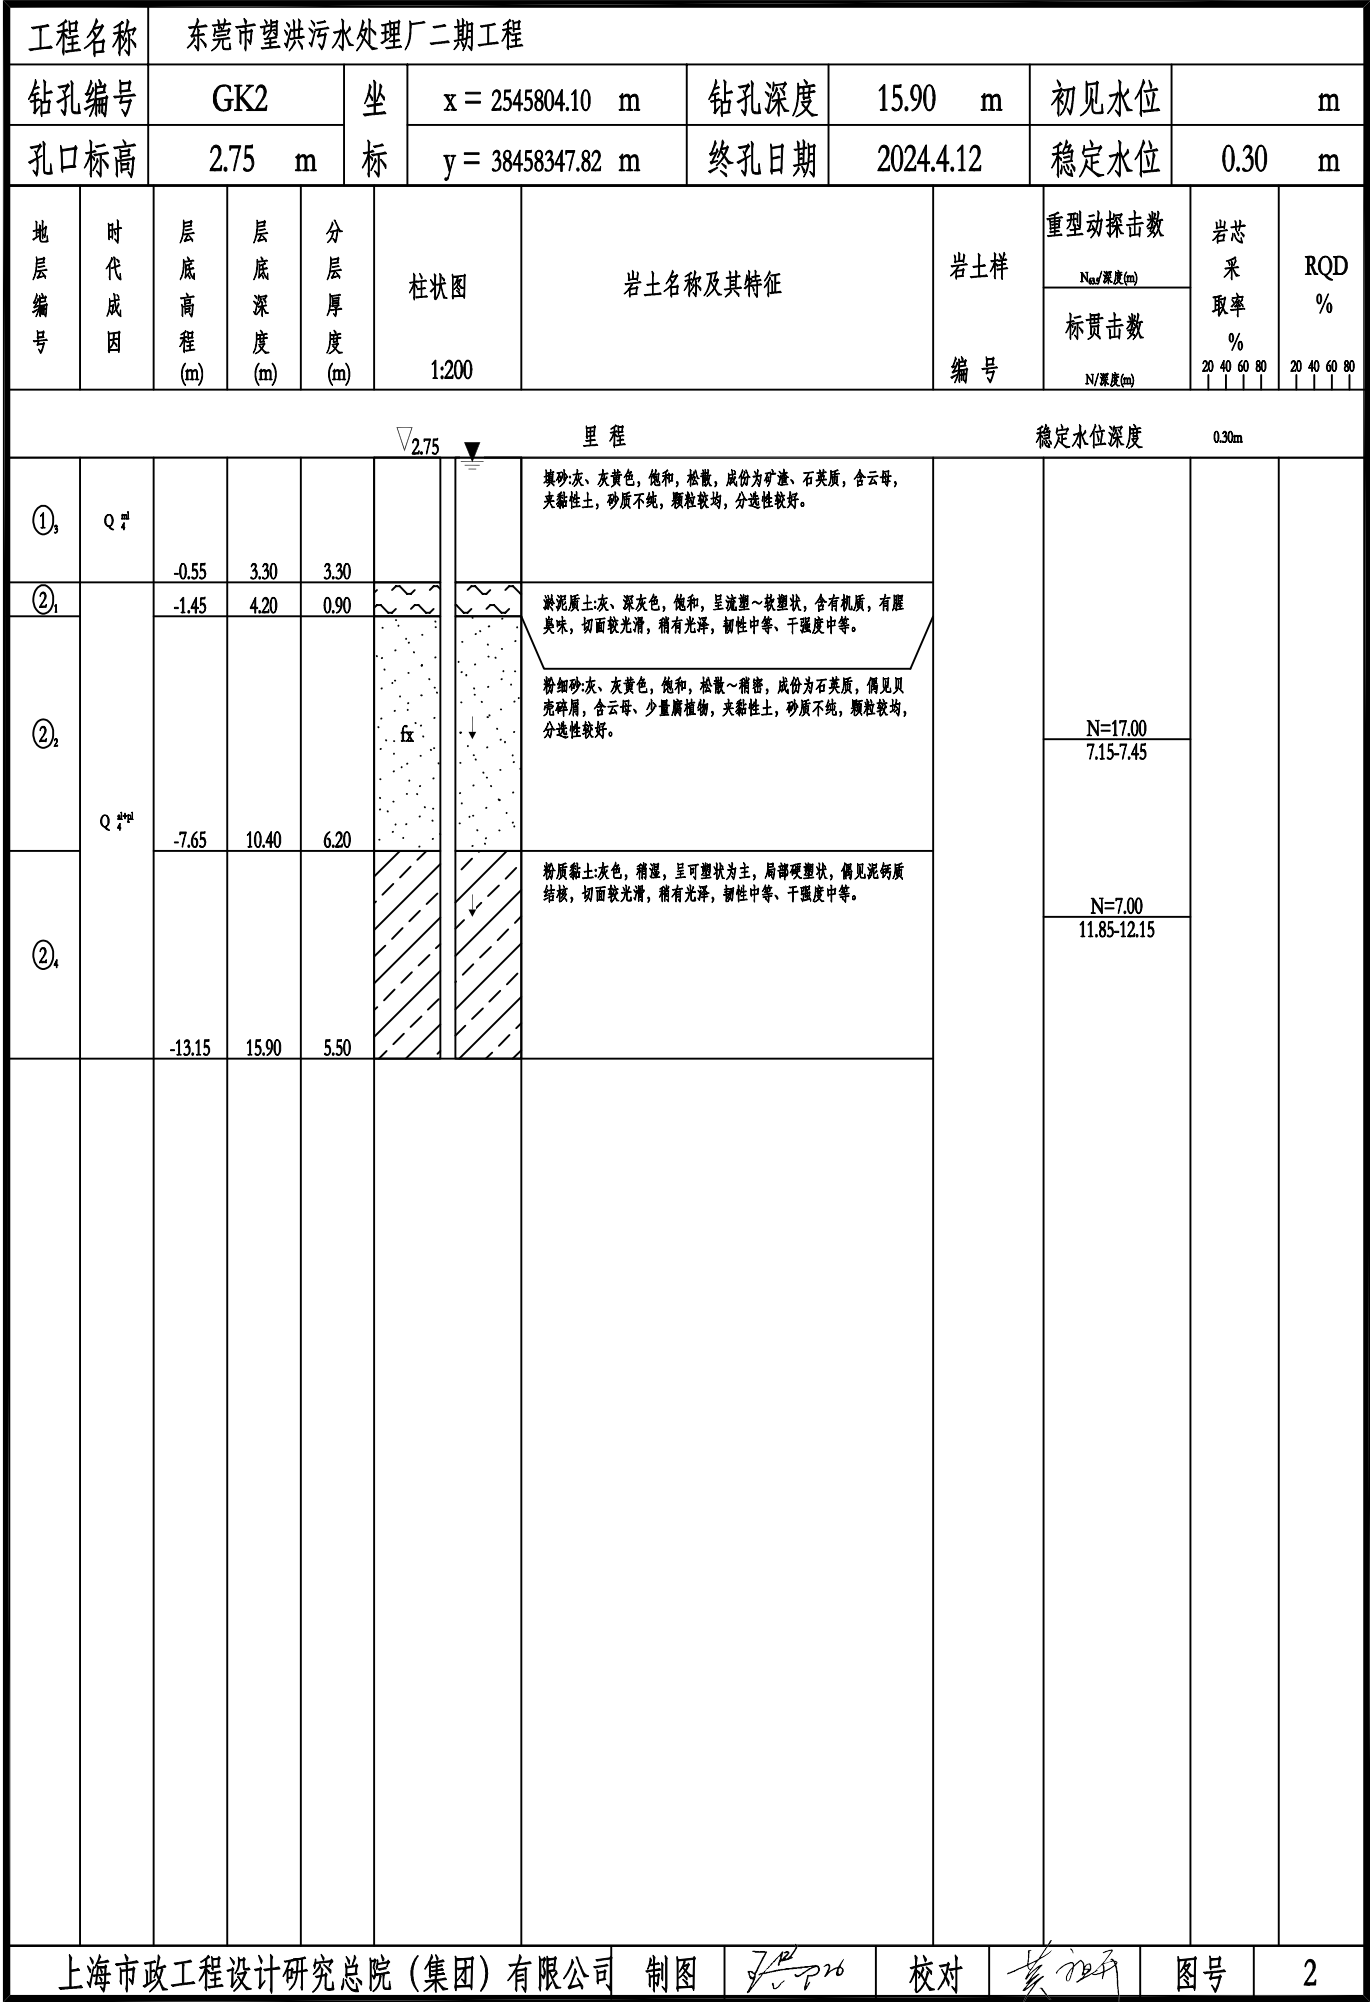 工程名称 东莞市望洪污水处理厂二期工程
钻孔编号 GK2 坐 x = 2545804.10 m 钻孔深度 15.90 m 初见水位 m
孔口标高 2.75 m 标 y = 38458347.82 m 终孔日期 2024.4.12 稳定水位 0.30 m
地层编号
时代成因
层底高程(m)
层底深度(m)
分层厚度(m)
柱状图
1:200
岩土名称及其特征
岩土样
编 号
重型动探击数
N63.5/深度(m)
标贯击数
N/深度(m)
岩芯
采
取率
%
20 40 60 80
RQD
%
20 40 60 80
2.75 里 程 稳定水位深度 0.30m
①3 Q4ml -0.55 3.30 3.30
填砂:灰、灰黄色，饱和，松散，成份为矿渣、石英质，含云母，
夹黏性土，砂质不纯，颗粒较均，分选性较好。
②1 -1.45 4.20 0.90
淤泥质土:灰、深灰色，饱和，呈流塑～软塑状，含有机质，有腥
臭味，切面较光滑，稍有光泽，韧性中等、干强度中等。
②2 Q4al+pl -7.65 10.40 6.20
fx
粉细砂:灰、灰黄色，饱和，松散～稍密，成份为石英质，偶见贝
壳碎屑，含云母、少量腐植物，夹黏性土，砂质不纯，颗粒较均，
分选性较好。
N=17.00
7.15-7.45
②4 -13.15 15.90 5.50
粉质黏土:灰色，稍湿，呈可塑状为主，局部硬塑状，偶见泥钙质
结核，切面较光滑，稍有光泽，韧性中等、干强度中等。
N=7.00
11.85-12.15
上海市政工程设计研究总院（集团）有限公司 制图 校对 图号 2